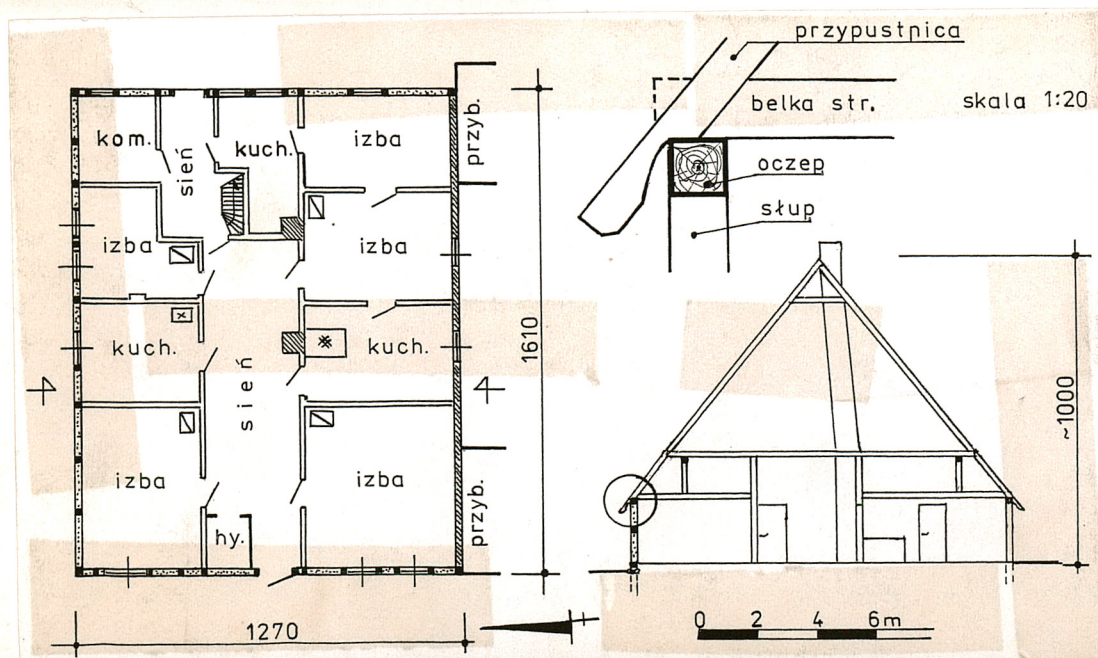 przypustnica
belka str.
skala 1:20
oczep
słup
kom.
sień
kuch.
izba
przyb.
izba
izba
kuch.
kuch.
sień
izba
izba
hy.
przyb.
1610
1270
~1000
0 2 4 6m